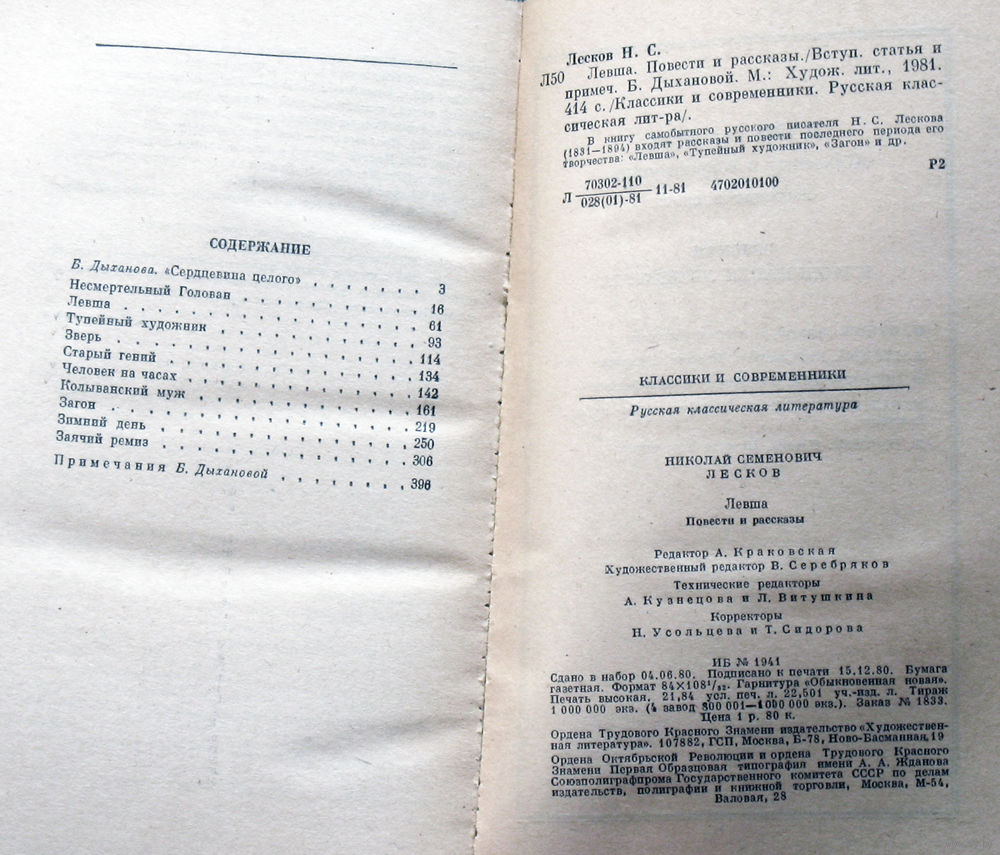 СОДЕРЖАНИЕ
Б. Дыханова. «Сердцевина целого» . . . . . . . 3
Несмертельный Голован . . . . . . . . . . . 16
Левша . . . . . . . . . . . . . . . . . 61
Тупейный художник . . . . . . . . . . . . 93
Зверь . . . . . . . . . . . . . . . . . 114
Старый гений . . . . . . . . . . . . . . 134
Человек на часах . . . . . . . . . . . . . 142
Колыванский муж . . . . . . . . . . . . . 161
Загон . . . . . . . . . . . . . . . . . 219
Зимний день . . . . . . . . . . . . . . 250
Заячий ремиз . . . . . . . . . . . . . . 306
Примечания Б. Дыхановой . . . . . . . . 396
Лесков Н. С.
Л50 Левша. Повести и рассказы./Вступ. статья и
примеч. Б. Дыхановой. М.: Худож. лит., 1981.
414 с. /Классики и современники. Русская клас-
сическая лит-ра/.
В книгу самобытного русского писателя Н. С. Лескова
(1831—1894) входят рассказы и повести последнего периода его
творчества: «Левша», «Тупейный художник», «Загон» и др.
Р2
Л 70302-110/028(01)-81 11-81 4702010100
КЛАССИКИ И СОВРЕМЕННИКИ
Русская классическая литература
НИКОЛАЙ СЕМЕНОВИЧ
ЛЕСКОВ
Левша
Повести и рассказы
Редактор А. Краковская
Художественный редактор В. Серебряков
Технические редакторы
А. Кузнецова и Л. Витушкина
Корректоры
Н. Усольцева и Т. Сидорова
ИБ № 1941
Сдано в набор 04.06.80. Подписано к печати 15.12.80. Бумага
газетная. Формат 84×108¹/₃₂. Гарнитура «Обыкновенная новая».
Печать высокая. 21,84 усл. печ. л. 22,501 уч.-изд. л. Тираж
1 000 000 экз. (4 завод 800 001—1000 000 экз.). Заказ № 1833.
Цена 1 р. 80 к.
Ордена Трудового Красного Знамени издательство «Художествен-
ная литература». 107882, ГСП, Москва, Б-78, Ново-Басманная, 19
Ордена Октябрьской Революции и ордена Трудового Красного
Знамени Первая Образцовая типография имени А. А. Жданова
Союзполиграфпрома Государственного комитета СССР по делам
издательств, полиграфии и книжной торговли, Москва, М-54,
Валовая, 28